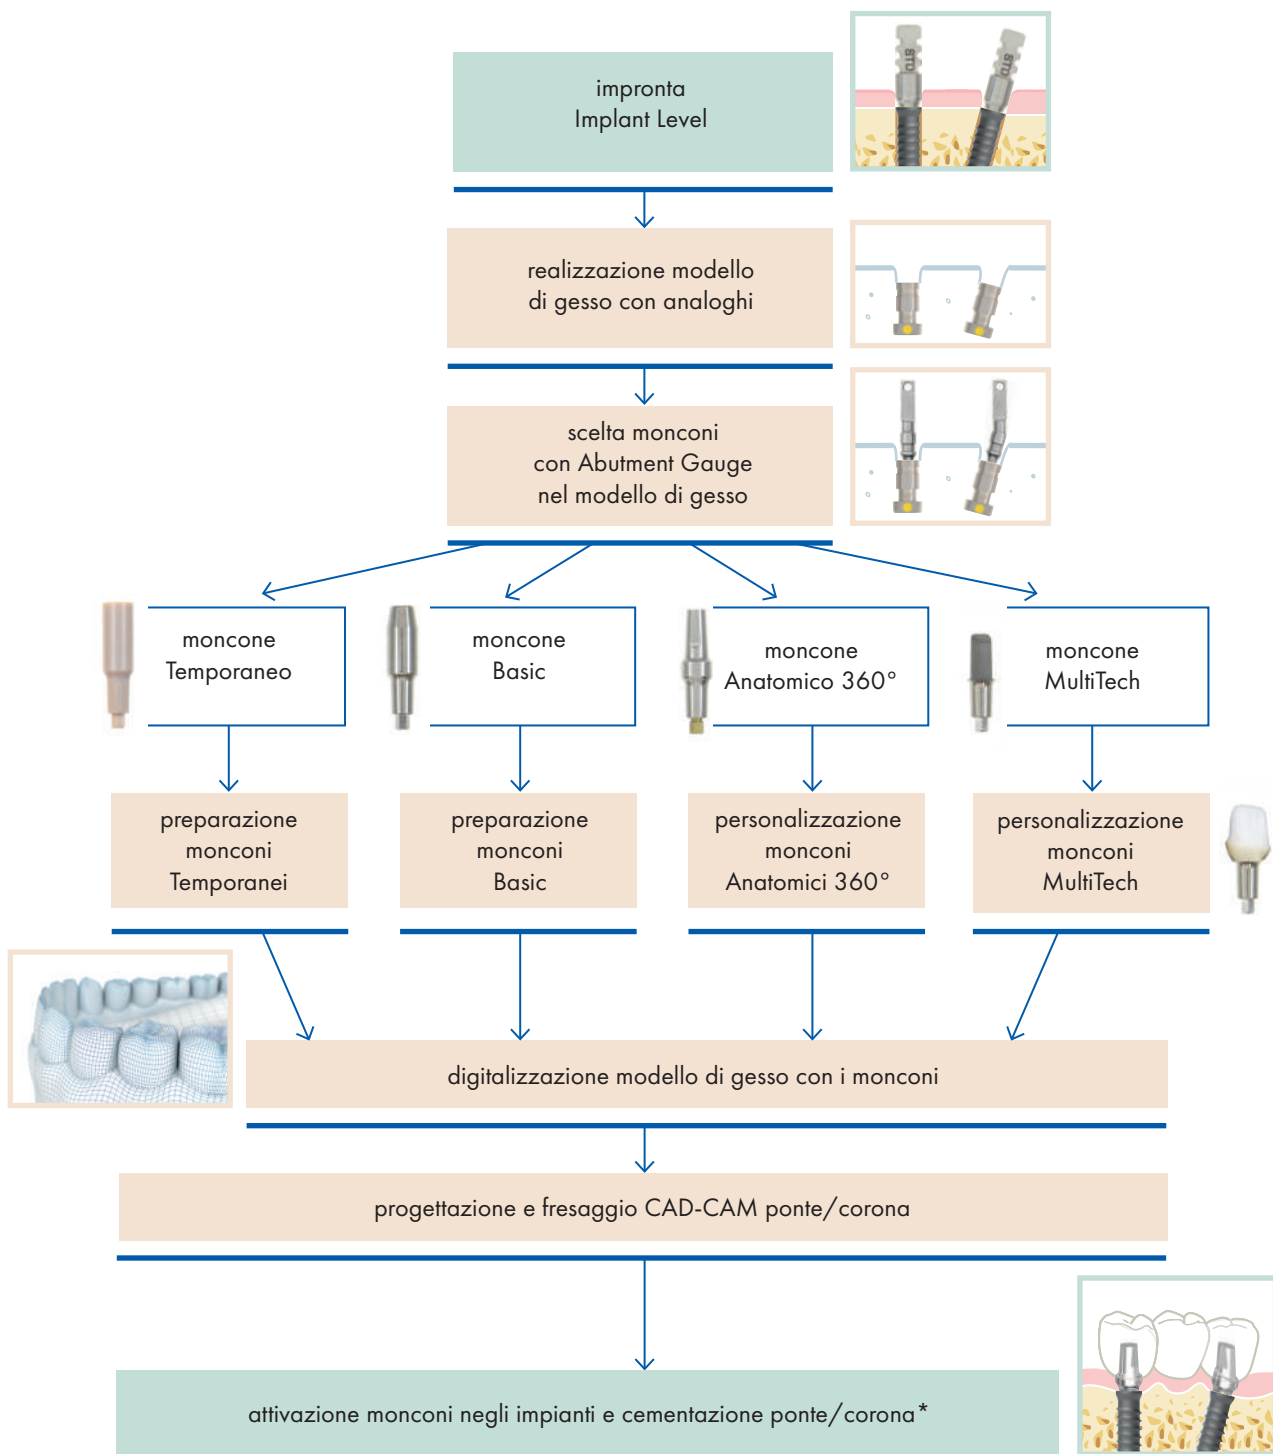 impronta
Implant Level
STD
STD
realizzazione modello
di gesso con analoghi
scelta monconi
con Abutment Gauge
nel modello di gesso
moncone
Temporaneo
moncone
Basic
moncone
Anatomico 360°
moncone
MultiTech
preparazione
monconi
Temporanei
preparazione
monconi
Basic
personalizzazione
monconi
Anatomici 360°
personalizzazione
monconi
MultiTech
digitalizzazione modello di gesso con i monconi
progettazione e fresaggio CAD-CAM ponte/corona
attivazione monconi negli impianti e cementazione ponte/corona*